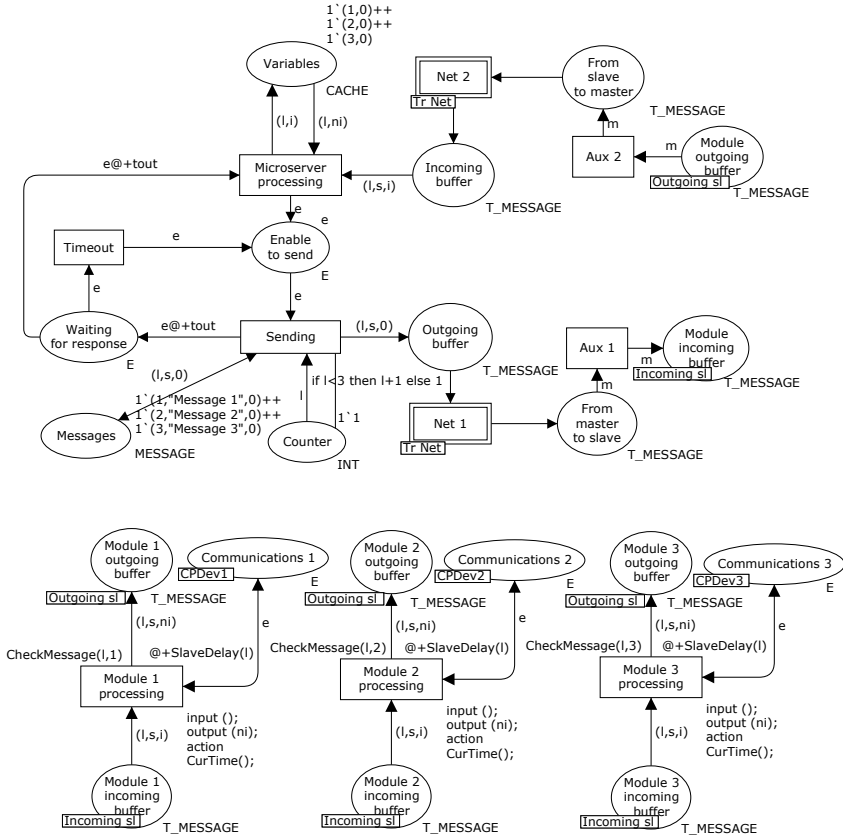 1`(1,0)++
1`(2,0)++
1`(3,0)
Variables
CACHE
(l,i)
(l,ni)
Net 2
Tr Net
From
slave
to master
T_MESSAGE
m
Aux 2
m
Module
outgoing
buffer
Outgoing sl
T_MESSAGE
e@+tout
Microserver
processing
(l,s,i)
Incoming
buffer
T_MESSAGE
e
e
Timeout
e
Enable
to send
E
e
e
Waiting
for response
E
e@+tout
Sending
(l,s,0)
Outgoing
buffer
T_MESSAGE
Aux 1
m
Module
incoming
buffer
Incoming sl
T_MESSAGE
m
(l,s,0)
if l<3 then l+1 else 1
l
1`(1,"Message 1",0)++
1`(2,"Message 2",0)++
1`(3,"Message 3",0)
1`1
Messages
MESSAGE
Counter
INT
Net 1
Tr Net
From
master
to slave
T_MESSAGE
Module 1
outgoing
buffer
Outgoing sl
T_MESSAGE
Communications 1
CPDev1
E
(l,s,ni)
e
CheckMessage(l,1)
@+SlaveDelay(l)
Module 1
processing
input ();
output (ni);
action
CurTime();
(l,s,i)
Module 1
incoming
buffer
Incoming sl
T_MESSAGE
Module 2
outgoing
buffer
Outgoing sl
T_MESSAGE
Communications 2
CPDev2
E
(l,s,ni)
e
CheckMessage(l,2)
@+SlaveDelay(l)
Module 2
processing
input ();
output (ni);
action
CurTime();
(l,s,i)
Module 2
incoming
buffer
Incoming sl
T_MESSAGE
Module 3
outgoing
buffer
Outgoing sl
T_MESSAGE
Communications 3
CPDev3
E
(l,s,ni)
e
CheckMessage(l,3)
@+SlaveDelay(l)
Module 3
processing
input ();
output (ni);
action
CurTime();
(l,s,i)
Module 3
incoming
buffer
Incoming sl
T_MESSAGE